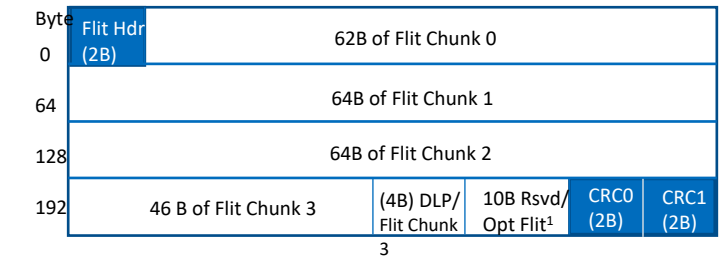 Byte
0
Flit Hdr
(2B)
62B of Flit Chunk 0
64
64B of Flit Chunk 1
128
64B of Flit Chunk 2
192
46 B of Flit Chunk 3
(4B) DLP/
Flit Chunk
3
10B Rsvd/
Opt Flit¹
CRC0
(2B)
CRC1
(2B)